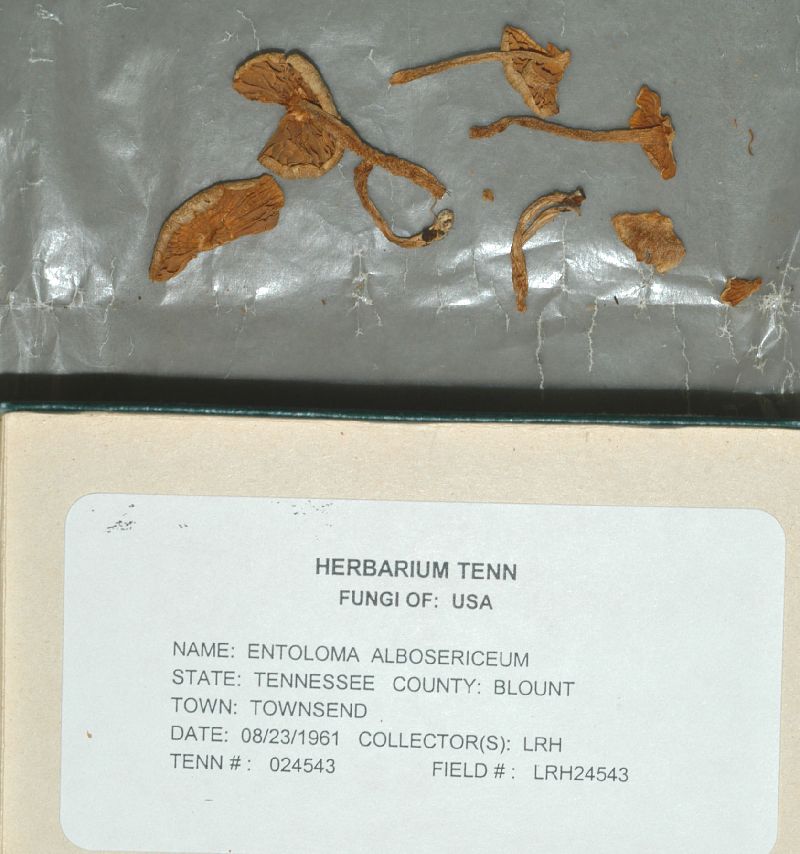 HERBARIUM TENN
FUNGI OF: USA
NAME: ENTOLOMA ALBOSERICEUM
STATE: TENNESSEE COUNTY: BLOUNT
TOWN: TOWNSEND
DATE: 08/23/1961 COLLECTOR(S): LRH
TENN # : 024543 FIELD # : LRH24543